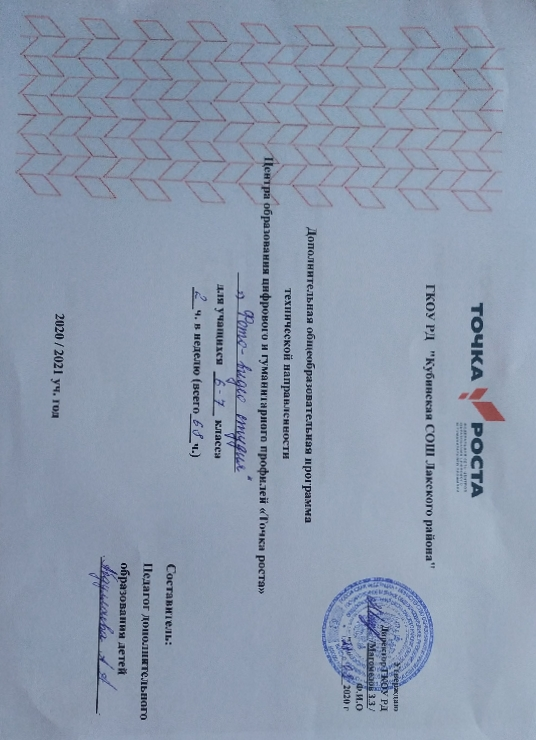 ТОЧКА РОСТА
ГКОУ РД "Кубинская СОШ Лакского района"
Утверждаю
Директор ГКОУ РД
/Магомедов З.З/
Ф.И.О
2020 г
Дополнительная общеобразовательная программа
технической направленности
Центра образования цифрового и гуманитарного профилей «Точка роста»
"Фото-видео студия"
для учащихся 6-7 класса
2 ч. в неделю (всего 68 ч.)
Составитель:
Педагог дополнительного
образования детей
2020 / 2021 уч. год